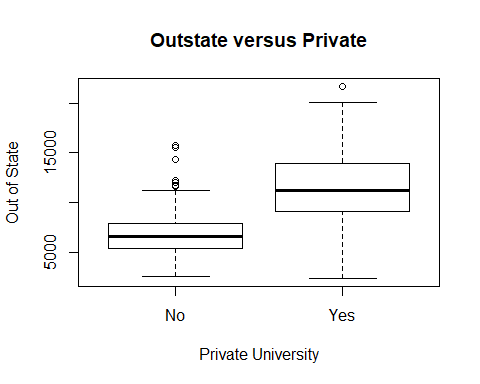 Outstate versus Private
Out of State
15000
5000
No
Yes
Private University